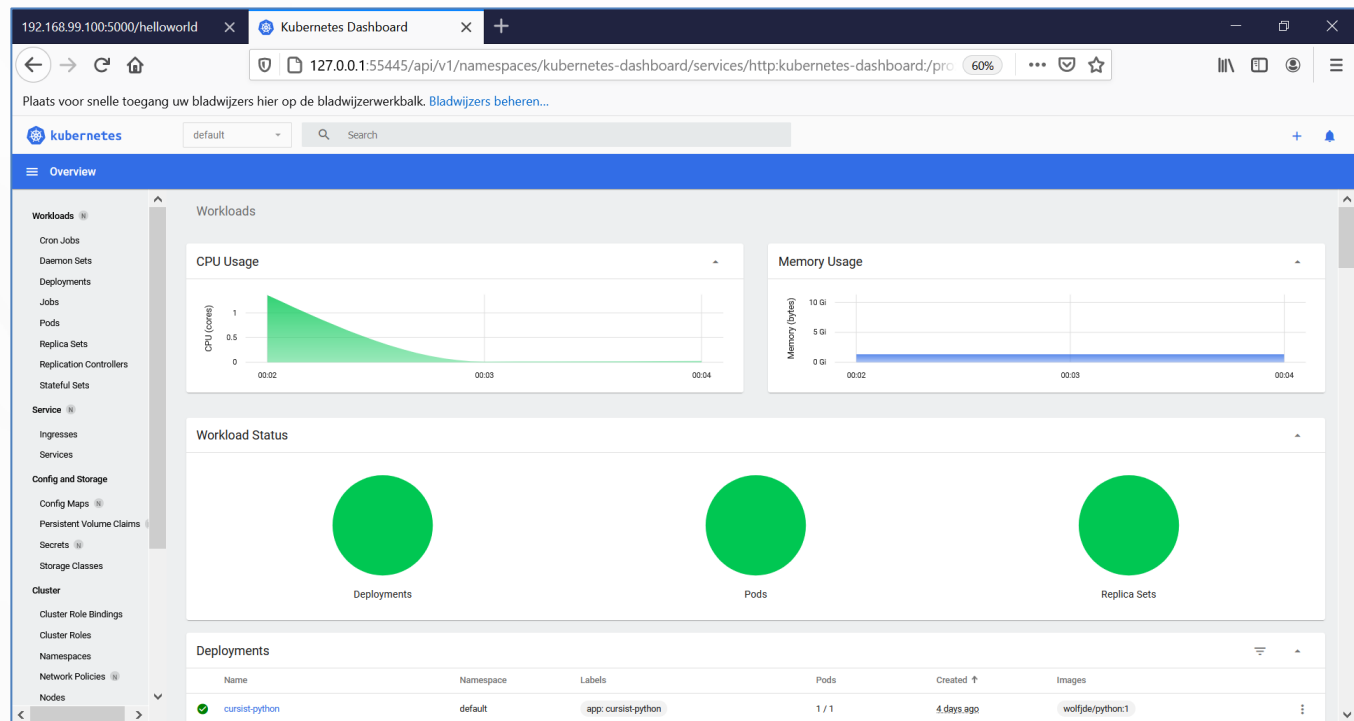 192.168.99.100:5000/helloworld
Kubernetes Dashboard
127.0.0.1:55445/api/v1/namespaces/kubernetes-dashboard/services/http:kubernetes-dashboard:/pro
60%
Plaats voor snelle toegang uw bladwijzers hier op de bladwijzerwerkbalk. Bladwijzers beheren...
kubernetes
default
Search
Overview
Workloads N
Cron Jobs
Daemon Sets
Deployments
Jobs
Pods
Replica Sets
Replication Controllers
Stateful Sets
Service N
Ingresses
Services
Config and Storage
Config Maps N
Persistent Volume Claims
Secrets N
Storage Classes
Cluster
Cluster Role Bindings
Cluster Roles
Namespaces
Network Policies N
Nodes
Workloads
CPU Usage
CPU (cores)
1
0.5
0
00:02 00:03 00:04
Memory Usage
Memory (bytes)
10 Gi
5 Gi
0 Gi
00:02 00:03 00:04
Workload Status
Deployments Pods Replica Sets
Deployments
Name Namespace Labels Pods Created ↑ Images
cursist-python default app: cursist-python 1 / 1 4 days ago wolfjde/python:1